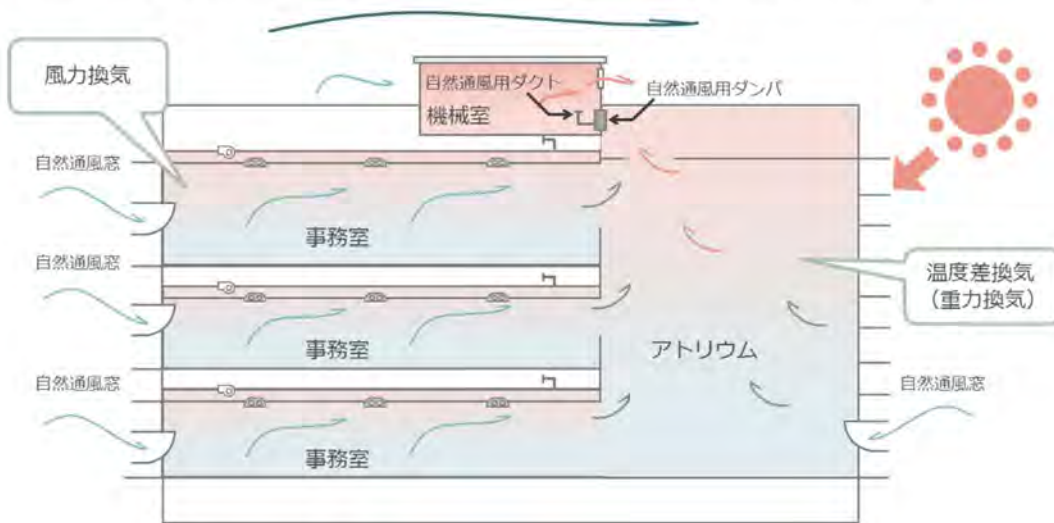 風力換気
自然通風用ダクト
自然通風用ダンパ
機械室
自然通風窓
事務室
自然通風窓
温度差換気
（重力換気）
事務室
アトリウム
自然通風窓
自然通風窓
事務室